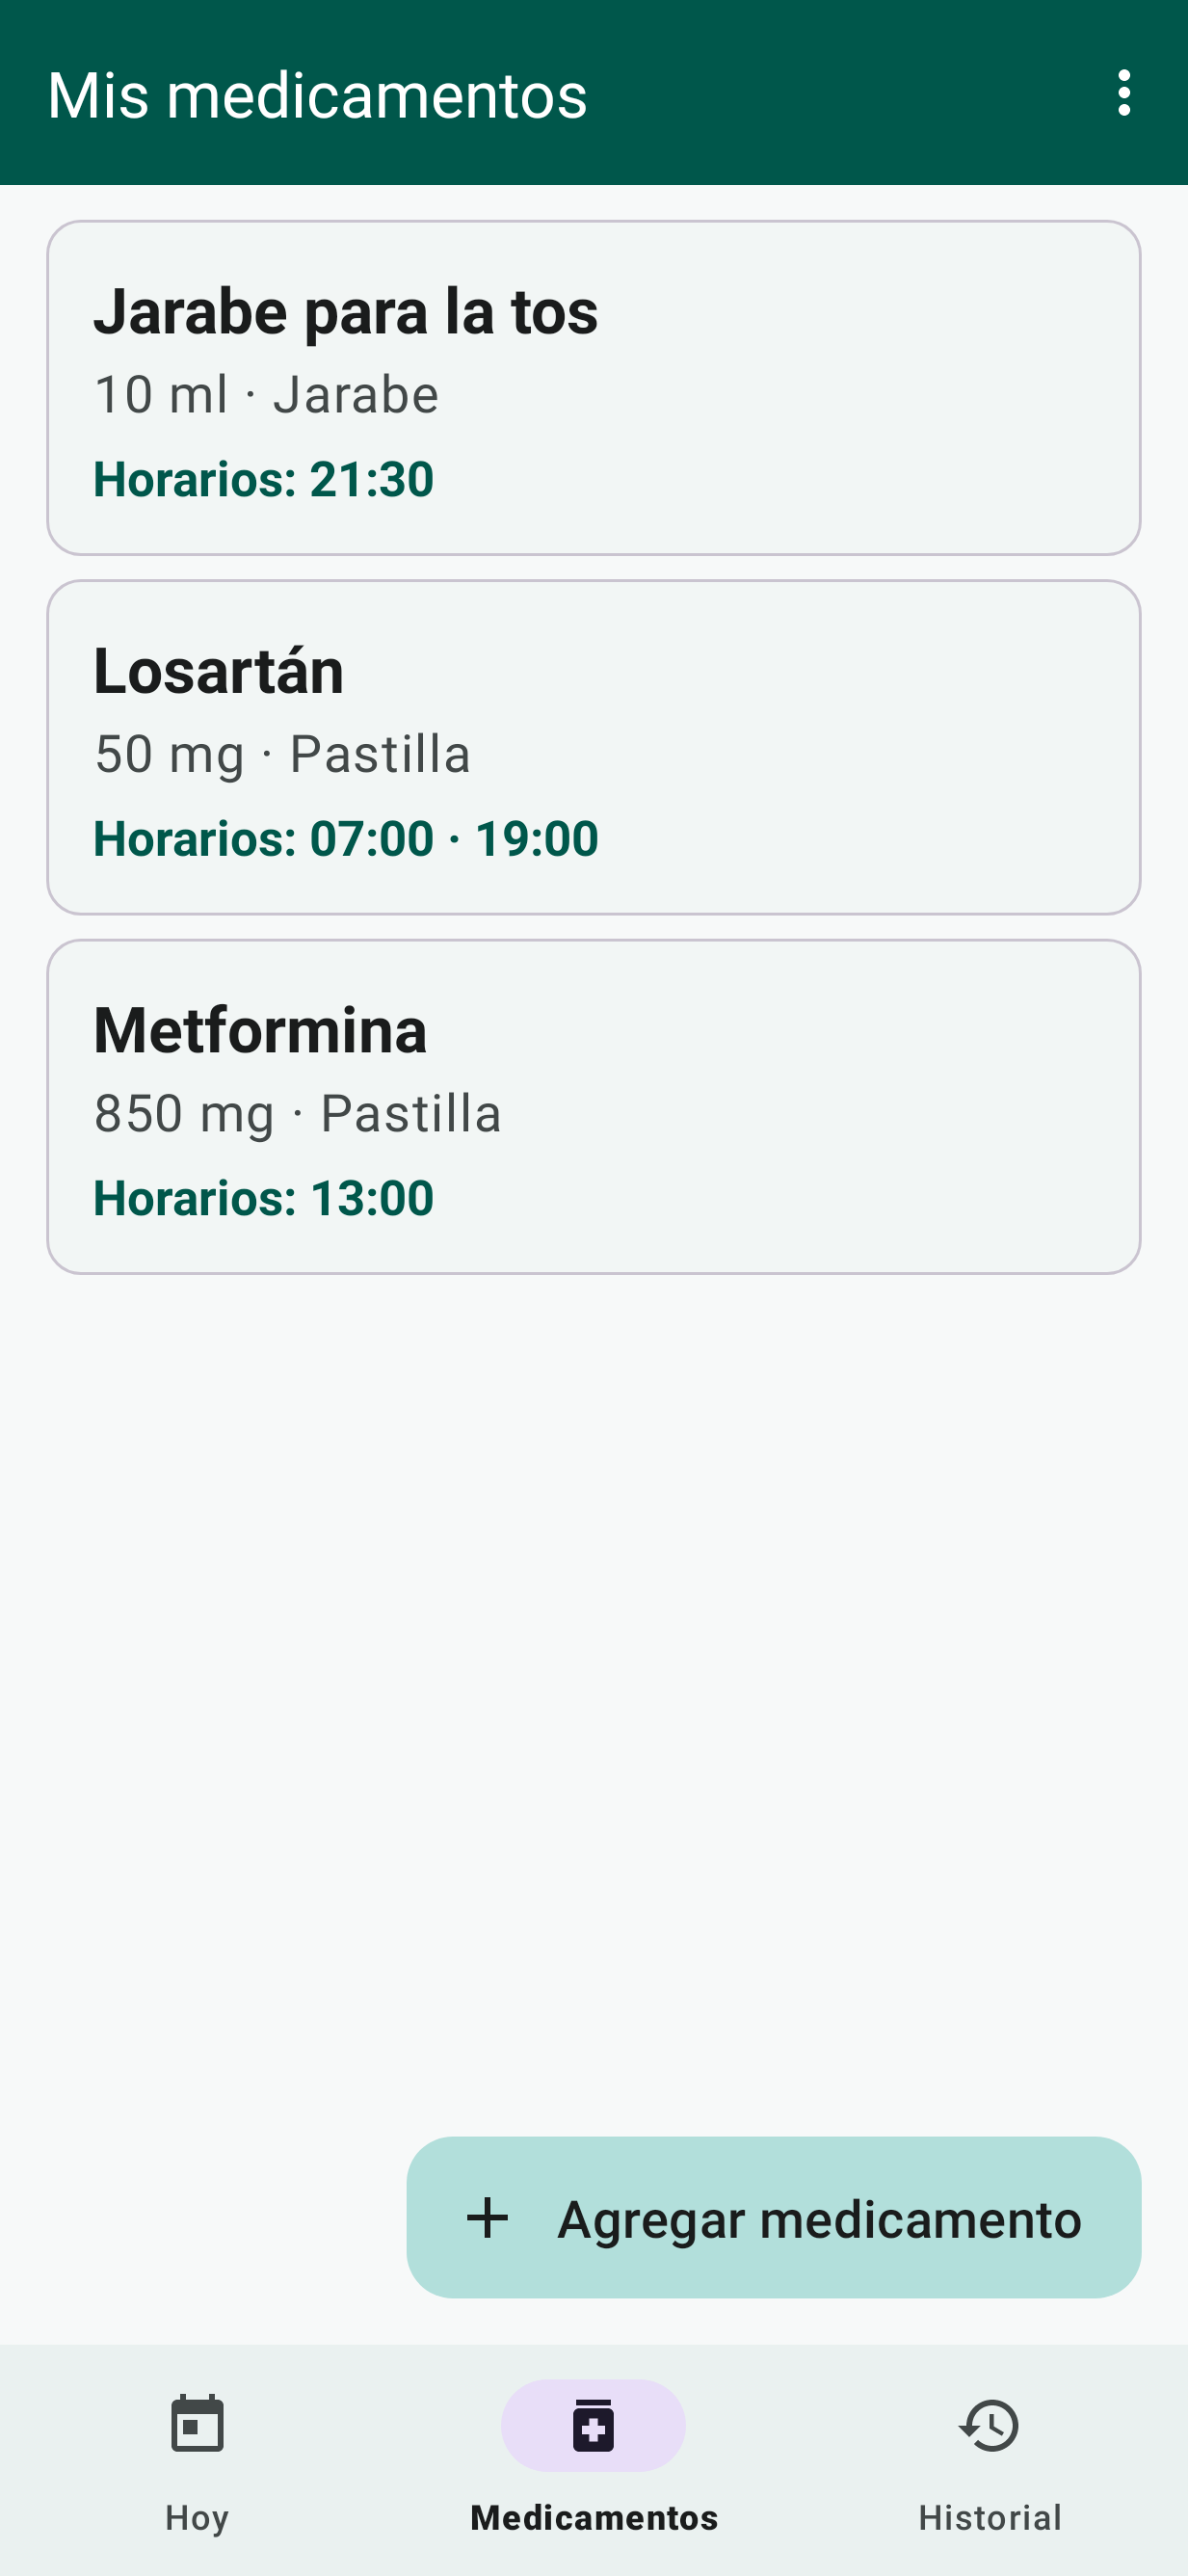 Mis medicamentos
Jarabe para la tos
10 ml · Jarabe
Horarios: 21:30
Losartán
50 mg · Pastilla
Horarios: 07:00 · 19:00
Metformina
850 mg · Pastilla
Horarios: 13:00
Agregar medicamento
Hoy
Medicamentos
Historial